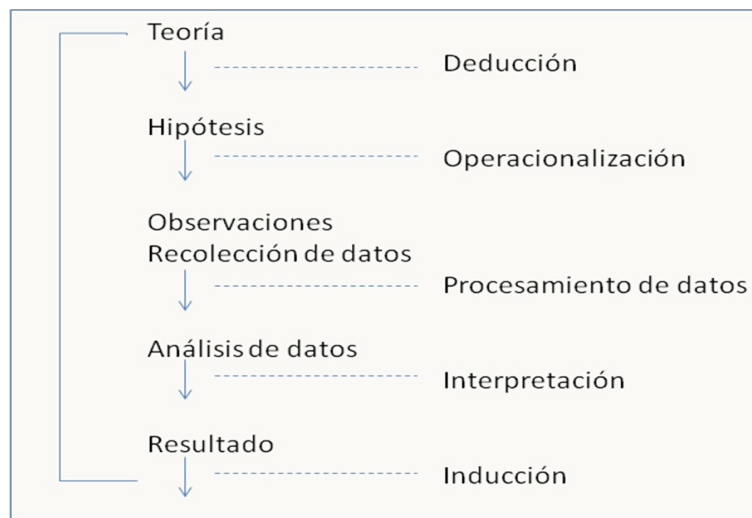 Teoría
Deducción
Hipótesis
Operacionalización
Observaciones
Recolección de datos
Procesamiento de datos
Análisis de datos
Interpretación
Resultado
Inducción